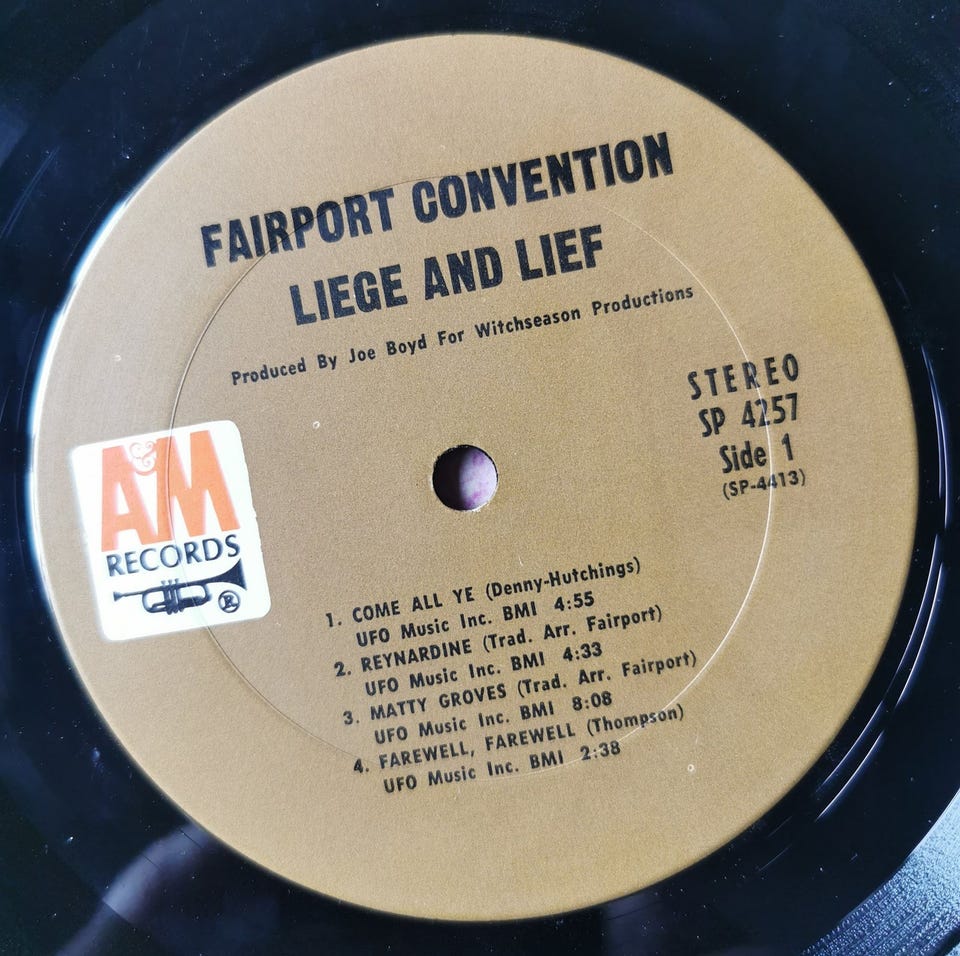 FAIRPORT CONVENTION
LIEGE AND LIEF
Produced By Joe Boyd For Witchseason Productions
STEREO
SP 4257
Side 1
(SP-4413)
A&M
RECORDS
®
1. COME ALL YE (Denny-Hutchings)
UFO Music Inc. BMI 4:55
2. REYNARDINE (Trad. Arr. Fairport)
UFO Music Inc. BMI 4:33
3. MATTY GROVES (Trad. Arr. Fairport)
UFO Music Inc. BMI 8:08
4. FAREWELL, FAREWELL (Thompson)
UFO Music Inc. BMI 2:38